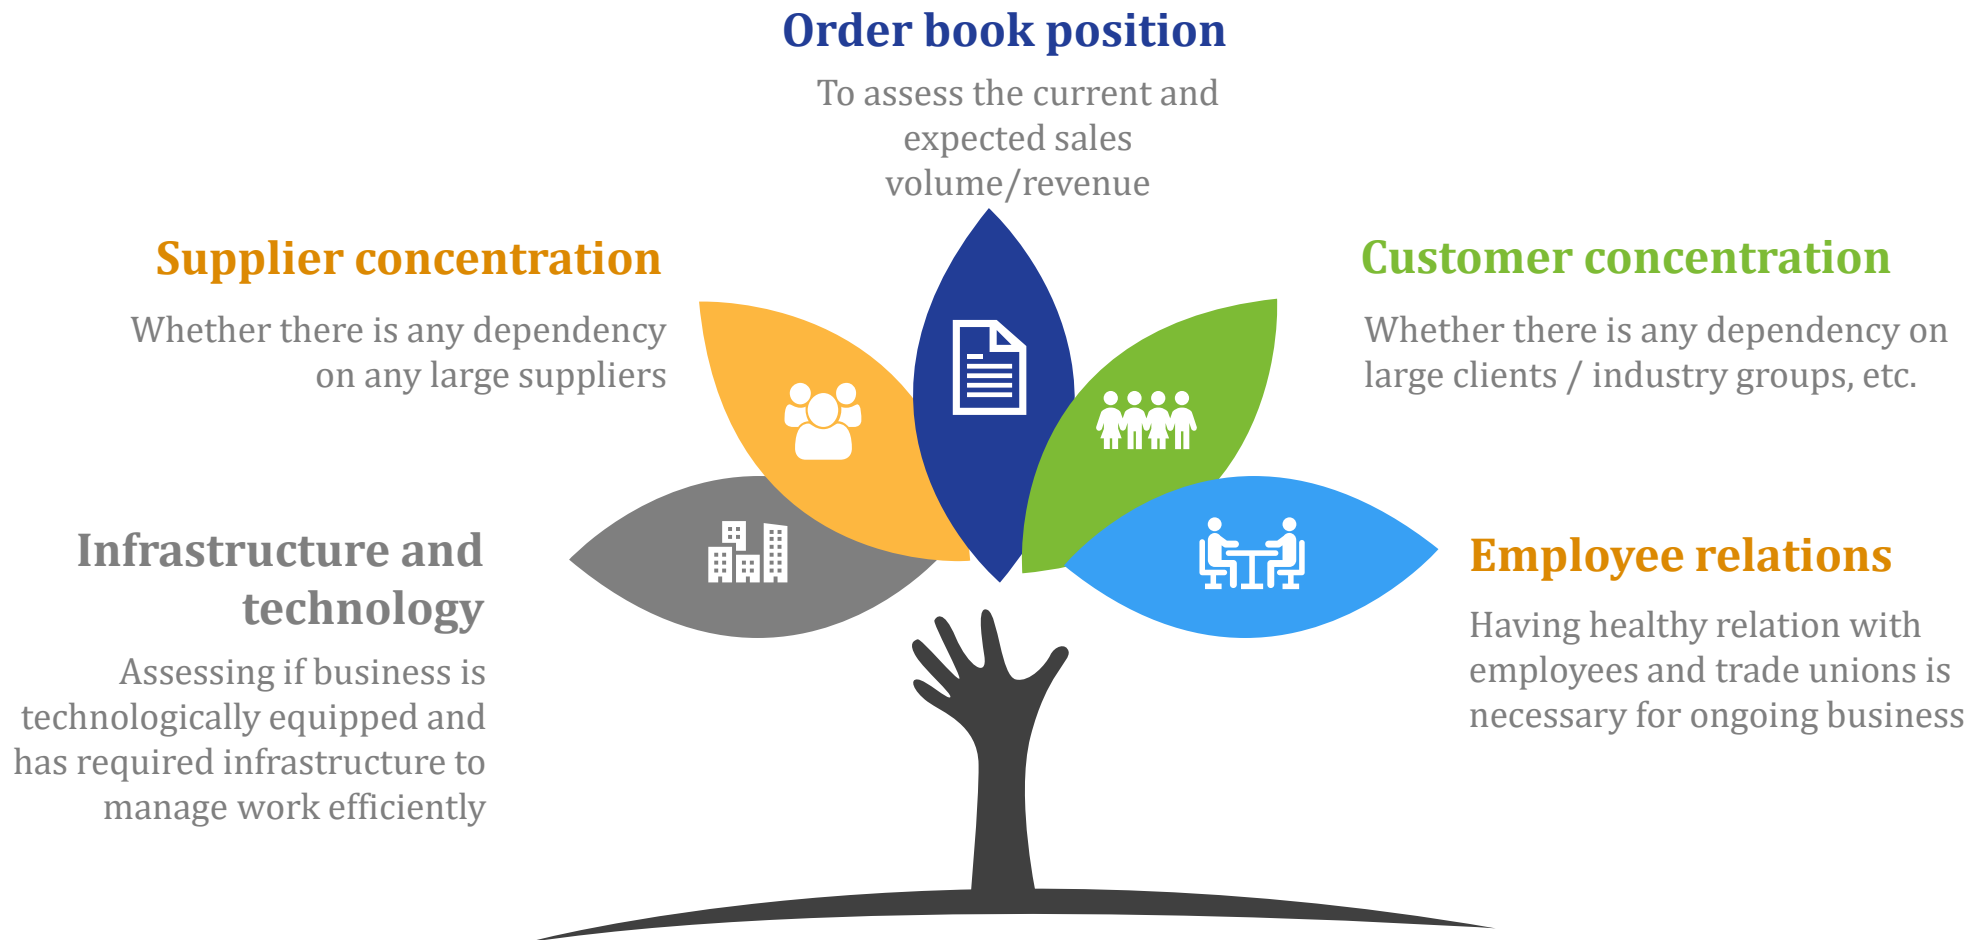 Order book position
To assess the current and
expected sales
volume/revenue
Supplier concentration
Whether there is any dependency
on any large suppliers
Customer concentration
Whether there is any dependency on
large clients / industry groups, etc.
Infrastructure and
technology
Assessing if business is
technologically equipped and
has required infrastructure to
manage work efficiently
Employee relations
Having healthy relation with
employees and trade unions is
necessary for ongoing business